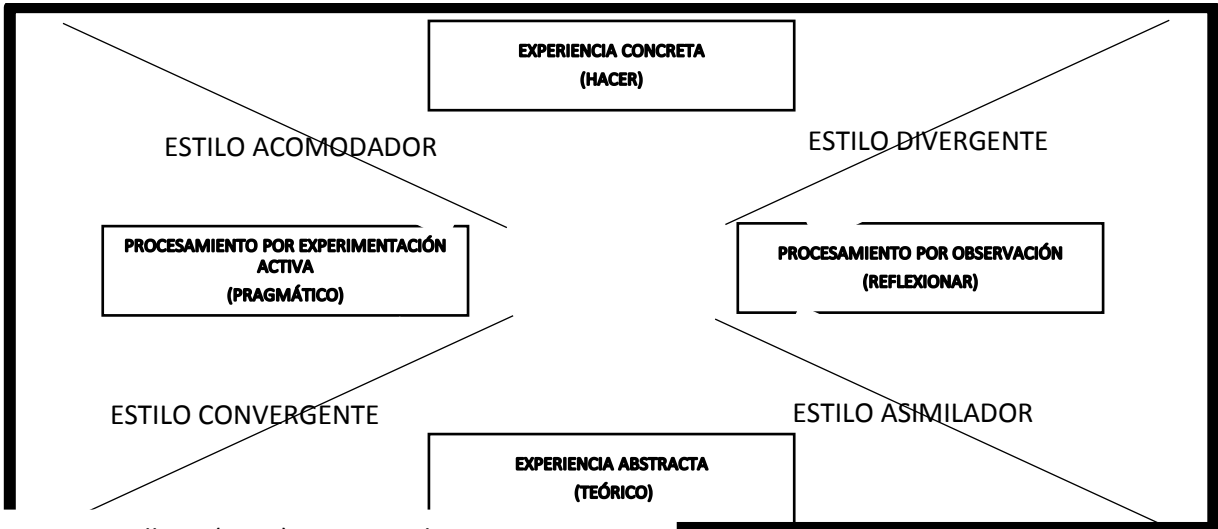 EXPERIENCIA CONCRETA
(HACER)
ESTILO ACOMODADOR
ESTILO DIVERGENTE
PROCESAMIENTO POR EXPERIMENTACIÓN
ACTIVA
(PRAGMÁTICO)
PROCESAMIENTO POR OBSERVACIÓN
(REFLEXIONAR)
ESTILO CONVERGENTE
ESTILO ASIMILADOR
EXPERIENCIA ABSTRACTA
(TEÓRICO)